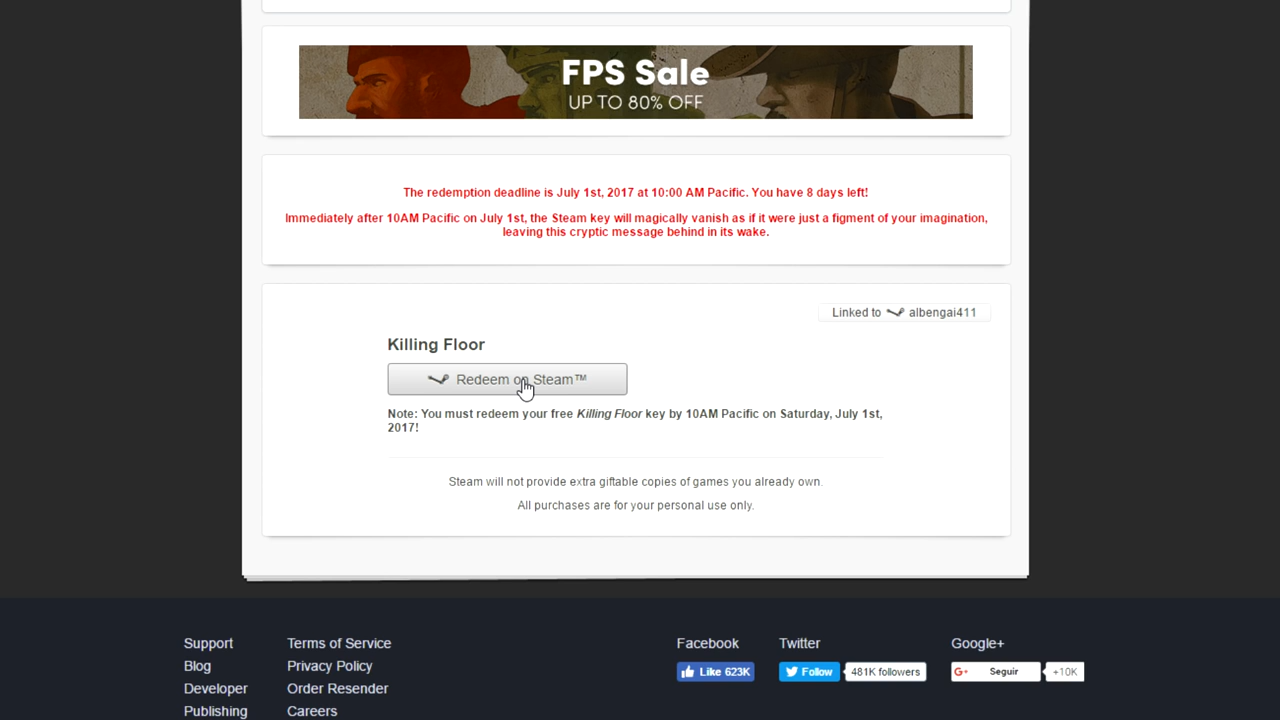 FPS Sale
UP TO 80% OFF
The redemption deadline is July 1st, 2017 at 10:00 AM Pacific. You have 8 days left!
Immediately after 10AM Pacific on July 1st, the Steam key will magically vanish as if it were just a figment of your imagination,
leaving this cryptic message behind in its wake.
Linked to albengai411
Killing Floor
Redeem on Steam™
Note: You must redeem your free Killing Floor key by 10AM Pacific on Saturday, July 1st,
2017!
Steam will not provide extra giftable copies of games you already own.
All purchases are for your personal use only.
Support Terms of Service Facebook Twitter Google+
Blog Privacy Policy Like 623K Follow 481K followers G+ Seguir +10K
Developer Order Resender
Publishing Careers